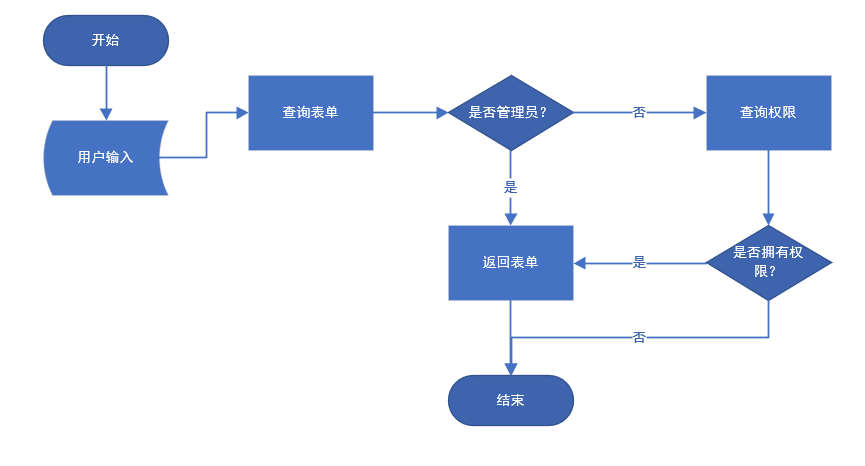 开始
用户输入
查询表单
是否管理员?
否
查询权限
是
返回表单
是
是否拥有权
限?
否
结束